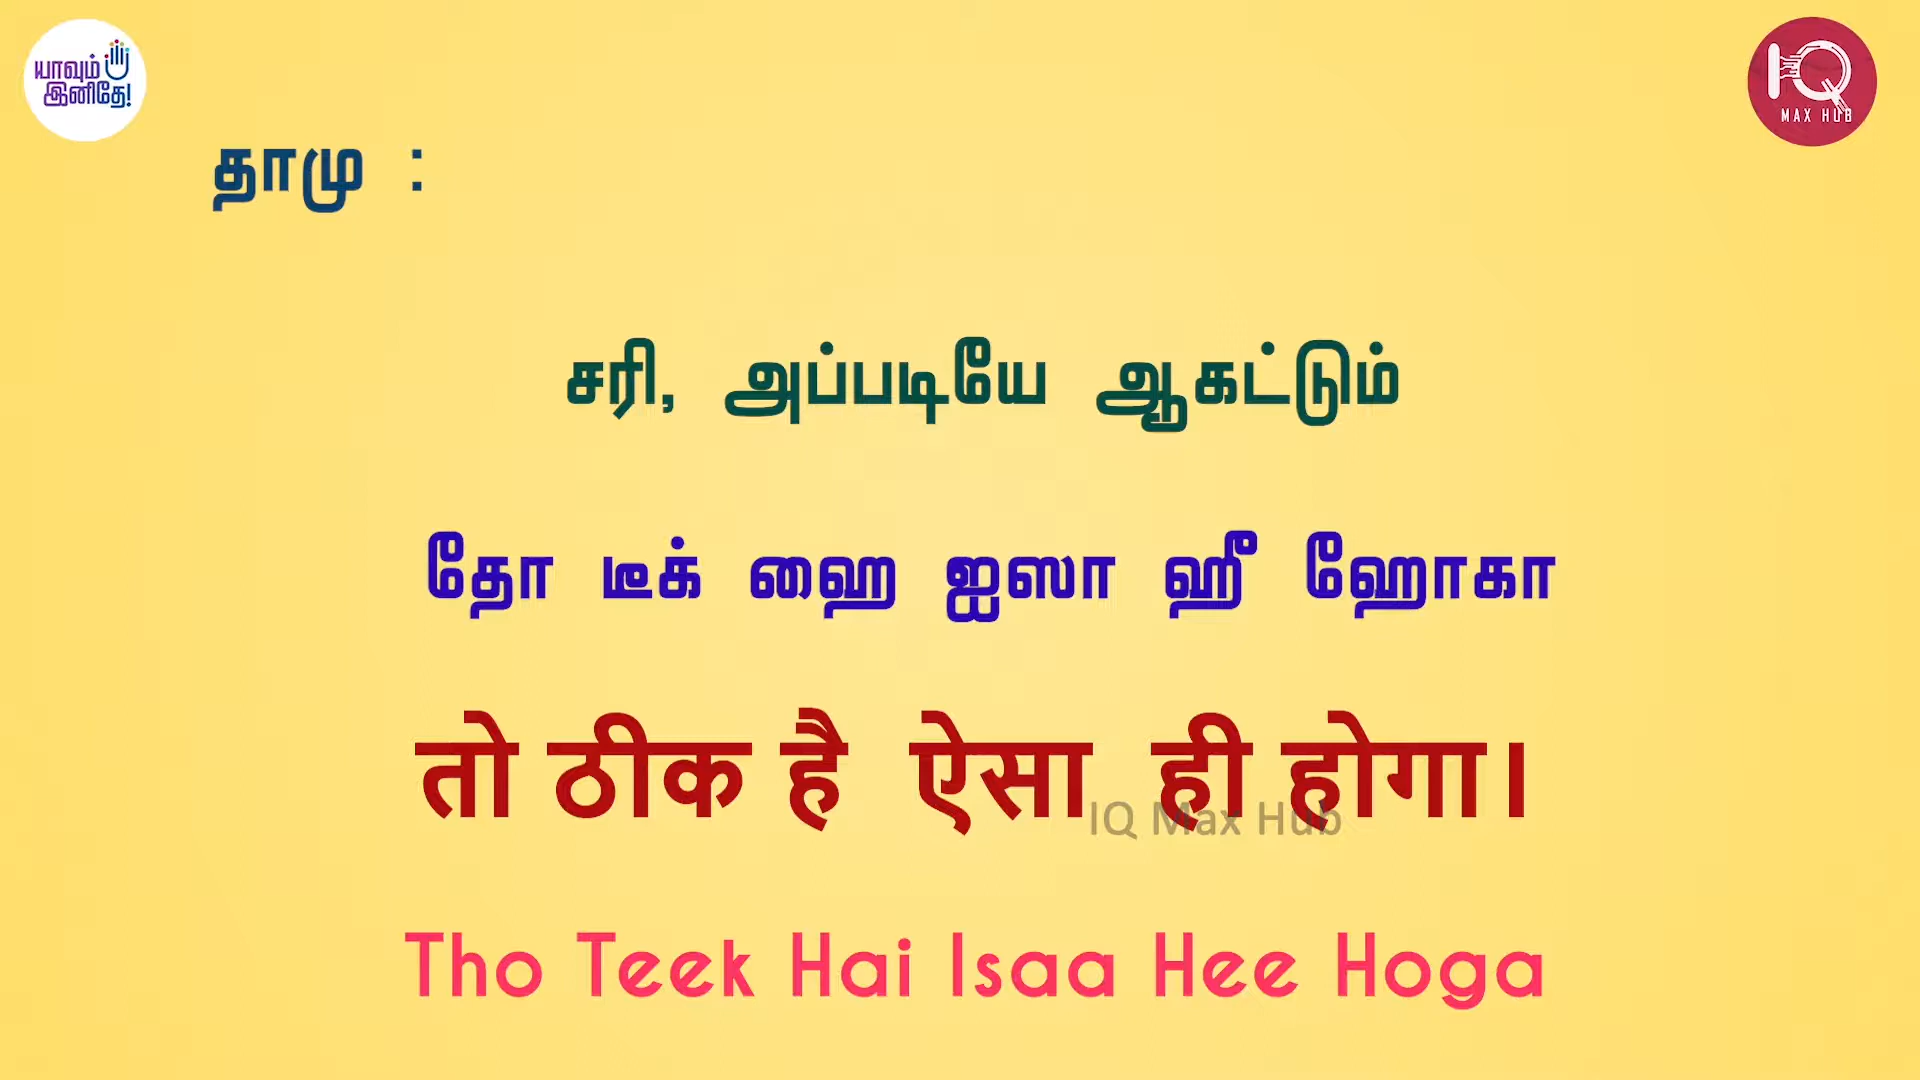 யாவும்
இனிதே!
IQ
MAX HUB
தாமு :
சரி, அப்படியே ஆகட்டும்
தோ டீக் ஹை ஐஸா ஹீ ஹோகா
तो ठीक है ऐसा ही होगा।
IQ Max Hub
Tho Teek Hai Isaa Hee Hoga